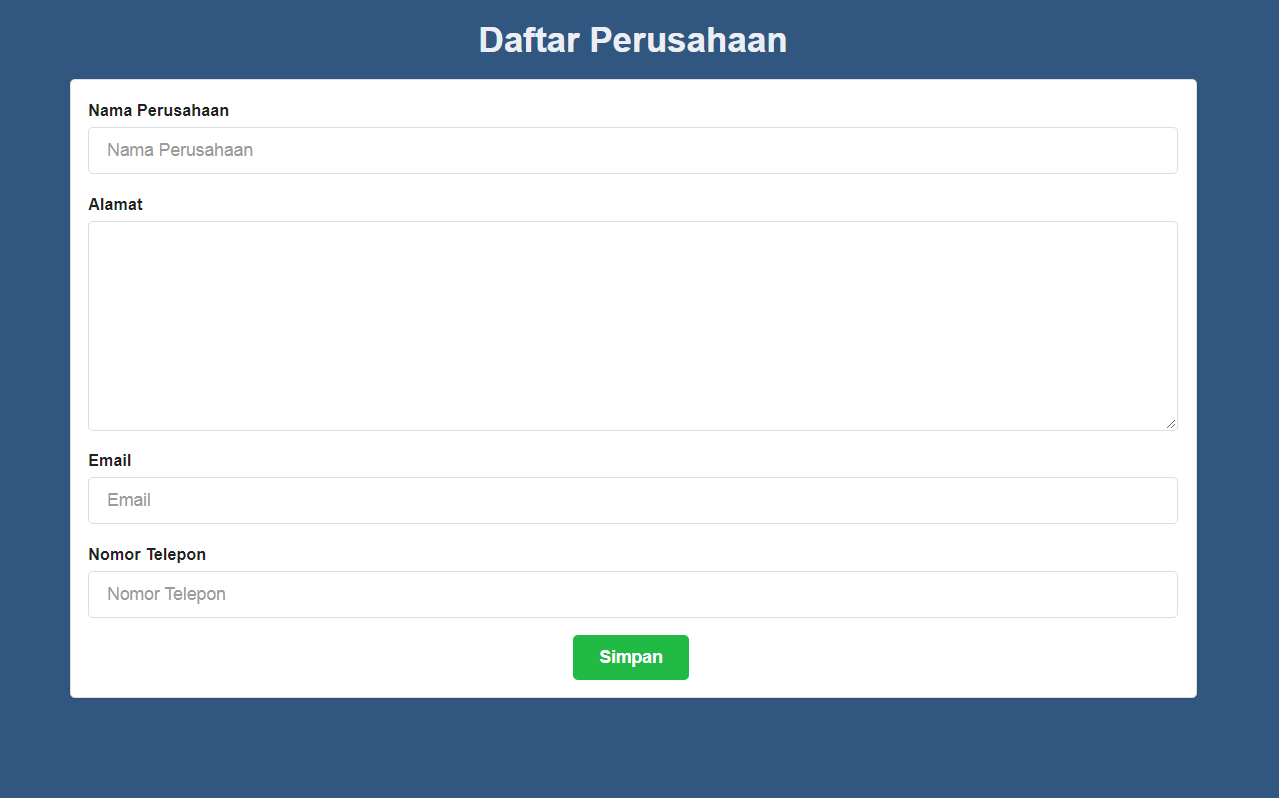 Daftar Perusahaan
Nama Perusahaan
Nama Perusahaan
Alamat
Email
Email
Nomor Telepon
Nomor Telepon
Simpan